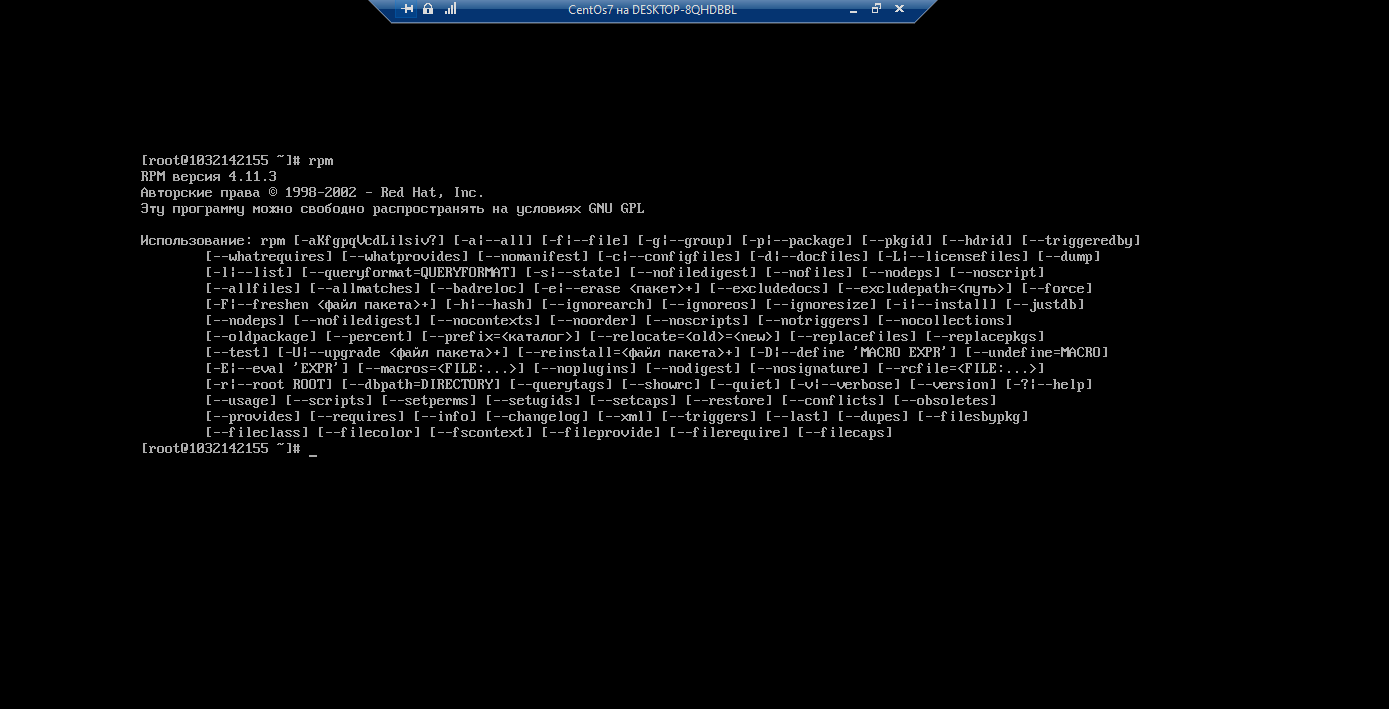 CentOs7 на DESKTOP-8QHDBBL
[root@1032142155 ~]# rpm
RPM версия 4.11.3
Авторские права © 1998-2002 - Red Hat, Inc.
Эту программу можно свободно распространять на условиях GNU GPL
Использование: rpm [-aKfgpqVcdLilsiv?] [-a|--all] [-f|--file] [-g|--group] [-p|--package] [--pkgid] [--hdrid] [--triggeredby]
[--whatrequires] [--whatprovides] [--nomanifest] [-c|--configfiles] [-d|--docfiles] [-L|--licensefiles] [--dump]
[-l|--list] [--queryformat=QUERYFORMAT] [-s|--state] [--nofiledigest] [--nofiles] [--nodeps] [--noscript]
[--allfiles] [--allmatches] [--badreloc] [-e|--erase <пакет>+] [--excludedocs] [--excludepath=<путь>] [--force]
[-F|--freshen <файл пакета>+] [-h|--hash] [--ignorearch] [--ignoreos] [--ignoresize] [-i|--install] [--justdb]
[--nodeps] [--nofiledigest] [--nocontexts] [--noorder] [--noscripts] [--notriggers] [--nocollections]
[--oldpackage] [--percent] [--prefix=<каталог>] [--relocate=<old>=<new>] [--replacefiles] [--replacepkgs]
[--test] [-U|--upgrade <файл пакета>+] [--reinstall=<файл пакета>+] [-D|--define 'MACRO EXPR'] [--undefine=MACRO]
[-E|--eval 'EXPR'] [--macros=<FILE:...>] [--noplugins] [--nodigest] [--nosignature] [--rcfile=<FILE:...>]
[-r|--root ROOT] [--dbpath=DIRECTORY] [--querytags] [--showrc] [--quiet] [-v|--verbose] [--version] [-?|--help]
[--usage] [--scripts] [--setperms] [--setugids] [--setcaps] [--restore] [--conflicts] [--obsoletes]
[--provides] [--requires] [--info] [--changelog] [--xml] [--triggers] [--last] [--dupes] [--filesbypkg]
[--fileclass] [--filecolor] [--fscontext] [--fileprovide] [--filerequire] [--filecaps]
[root@1032142155 ~]# _